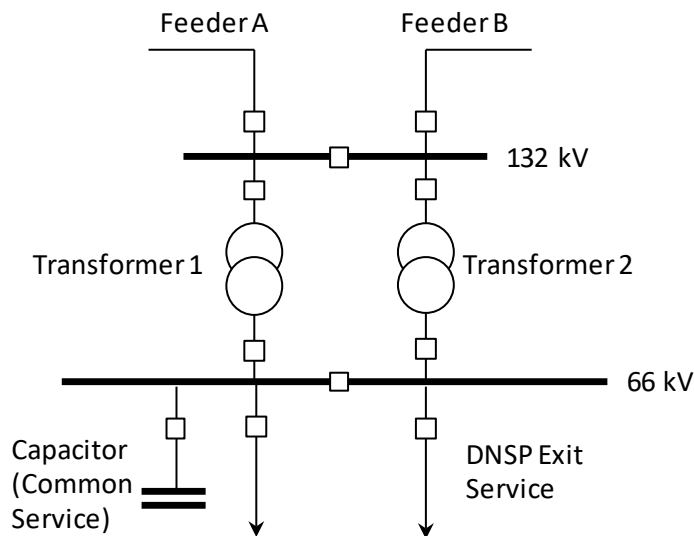 Feeder A
Feeder B
132 kV
Transformer 1
Transformer 2
66 kV
Capacitor
(Common
Service)
DNSP Exit
Service